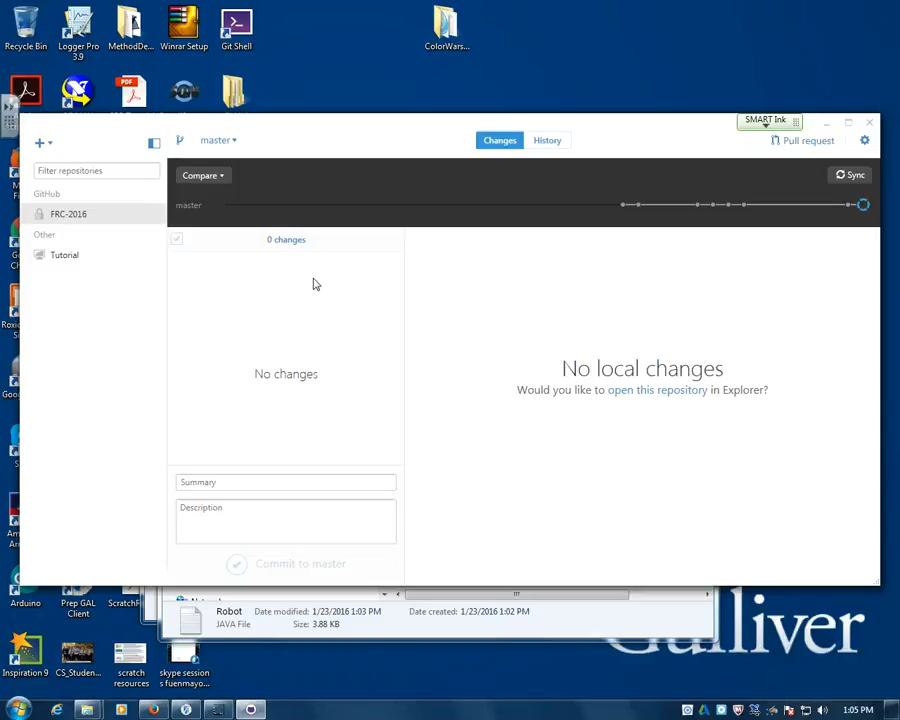 Recycle Bin
Logger Pro
3.9
MethodDe...
Winrar Setup
Git Shell
ColorWars...
PDF
SMART Ink
master
Changes
History
Pull request
Filter repositories
GitHub
FRC-2016
Other
Tutorial
Compare
Sync
master
0 changes
No changes
No local changes
Would you like to open this repository in Explorer?
Summary
Description
Commit to master
Robot
JAVA File
Date modified: 1/23/2016 1:03 PM
Size: 3.88 KB
Date created: 1/23/2016 1:02 PM
Gulliver
Arduino
Prep GAL
Client
Inspiration 9
CS_Studen...
scratch
resources
skype session
s fuenmayo...
1:05 PM